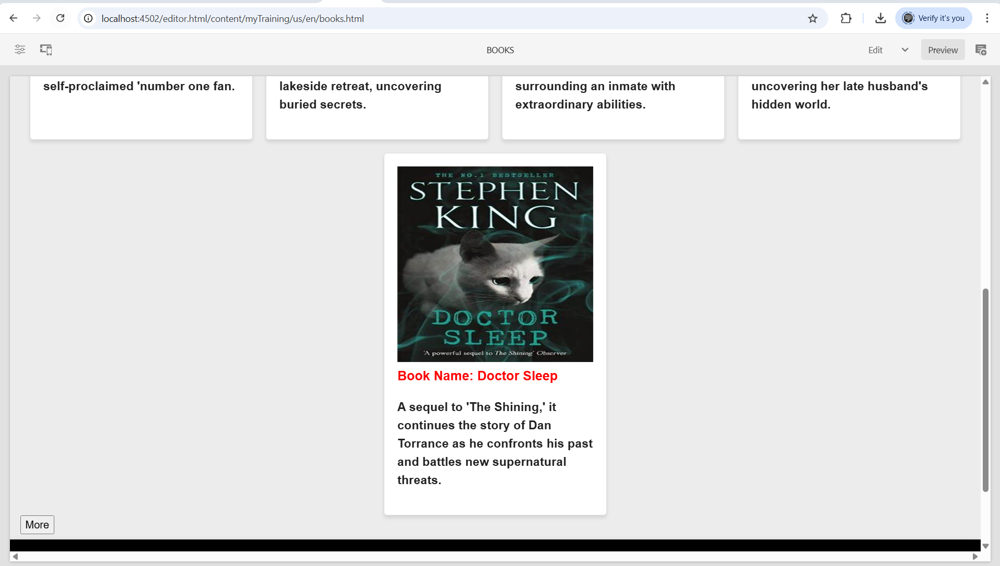 localhost:4502/editor.html/content/myTraining/us/en/books.html
Verify it's you
BOOKS
Edit
Preview
self-proclaimed 'number one fan.
lakeside retreat, uncovering
buried secrets.
surrounding an inmate with
extraordinary abilities.
uncovering her late husband's
hidden world.
THE NO.1 BESTSELLER
STEPHEN
KING
DOCTOR
SLEEP
'A powerful sequel to The Shining' Observer
Book Name: Doctor Sleep
A sequel to 'The Shining,' it
continues the story of Dan
Torrance as he confronts his past
and battles new supernatural
threats.
More